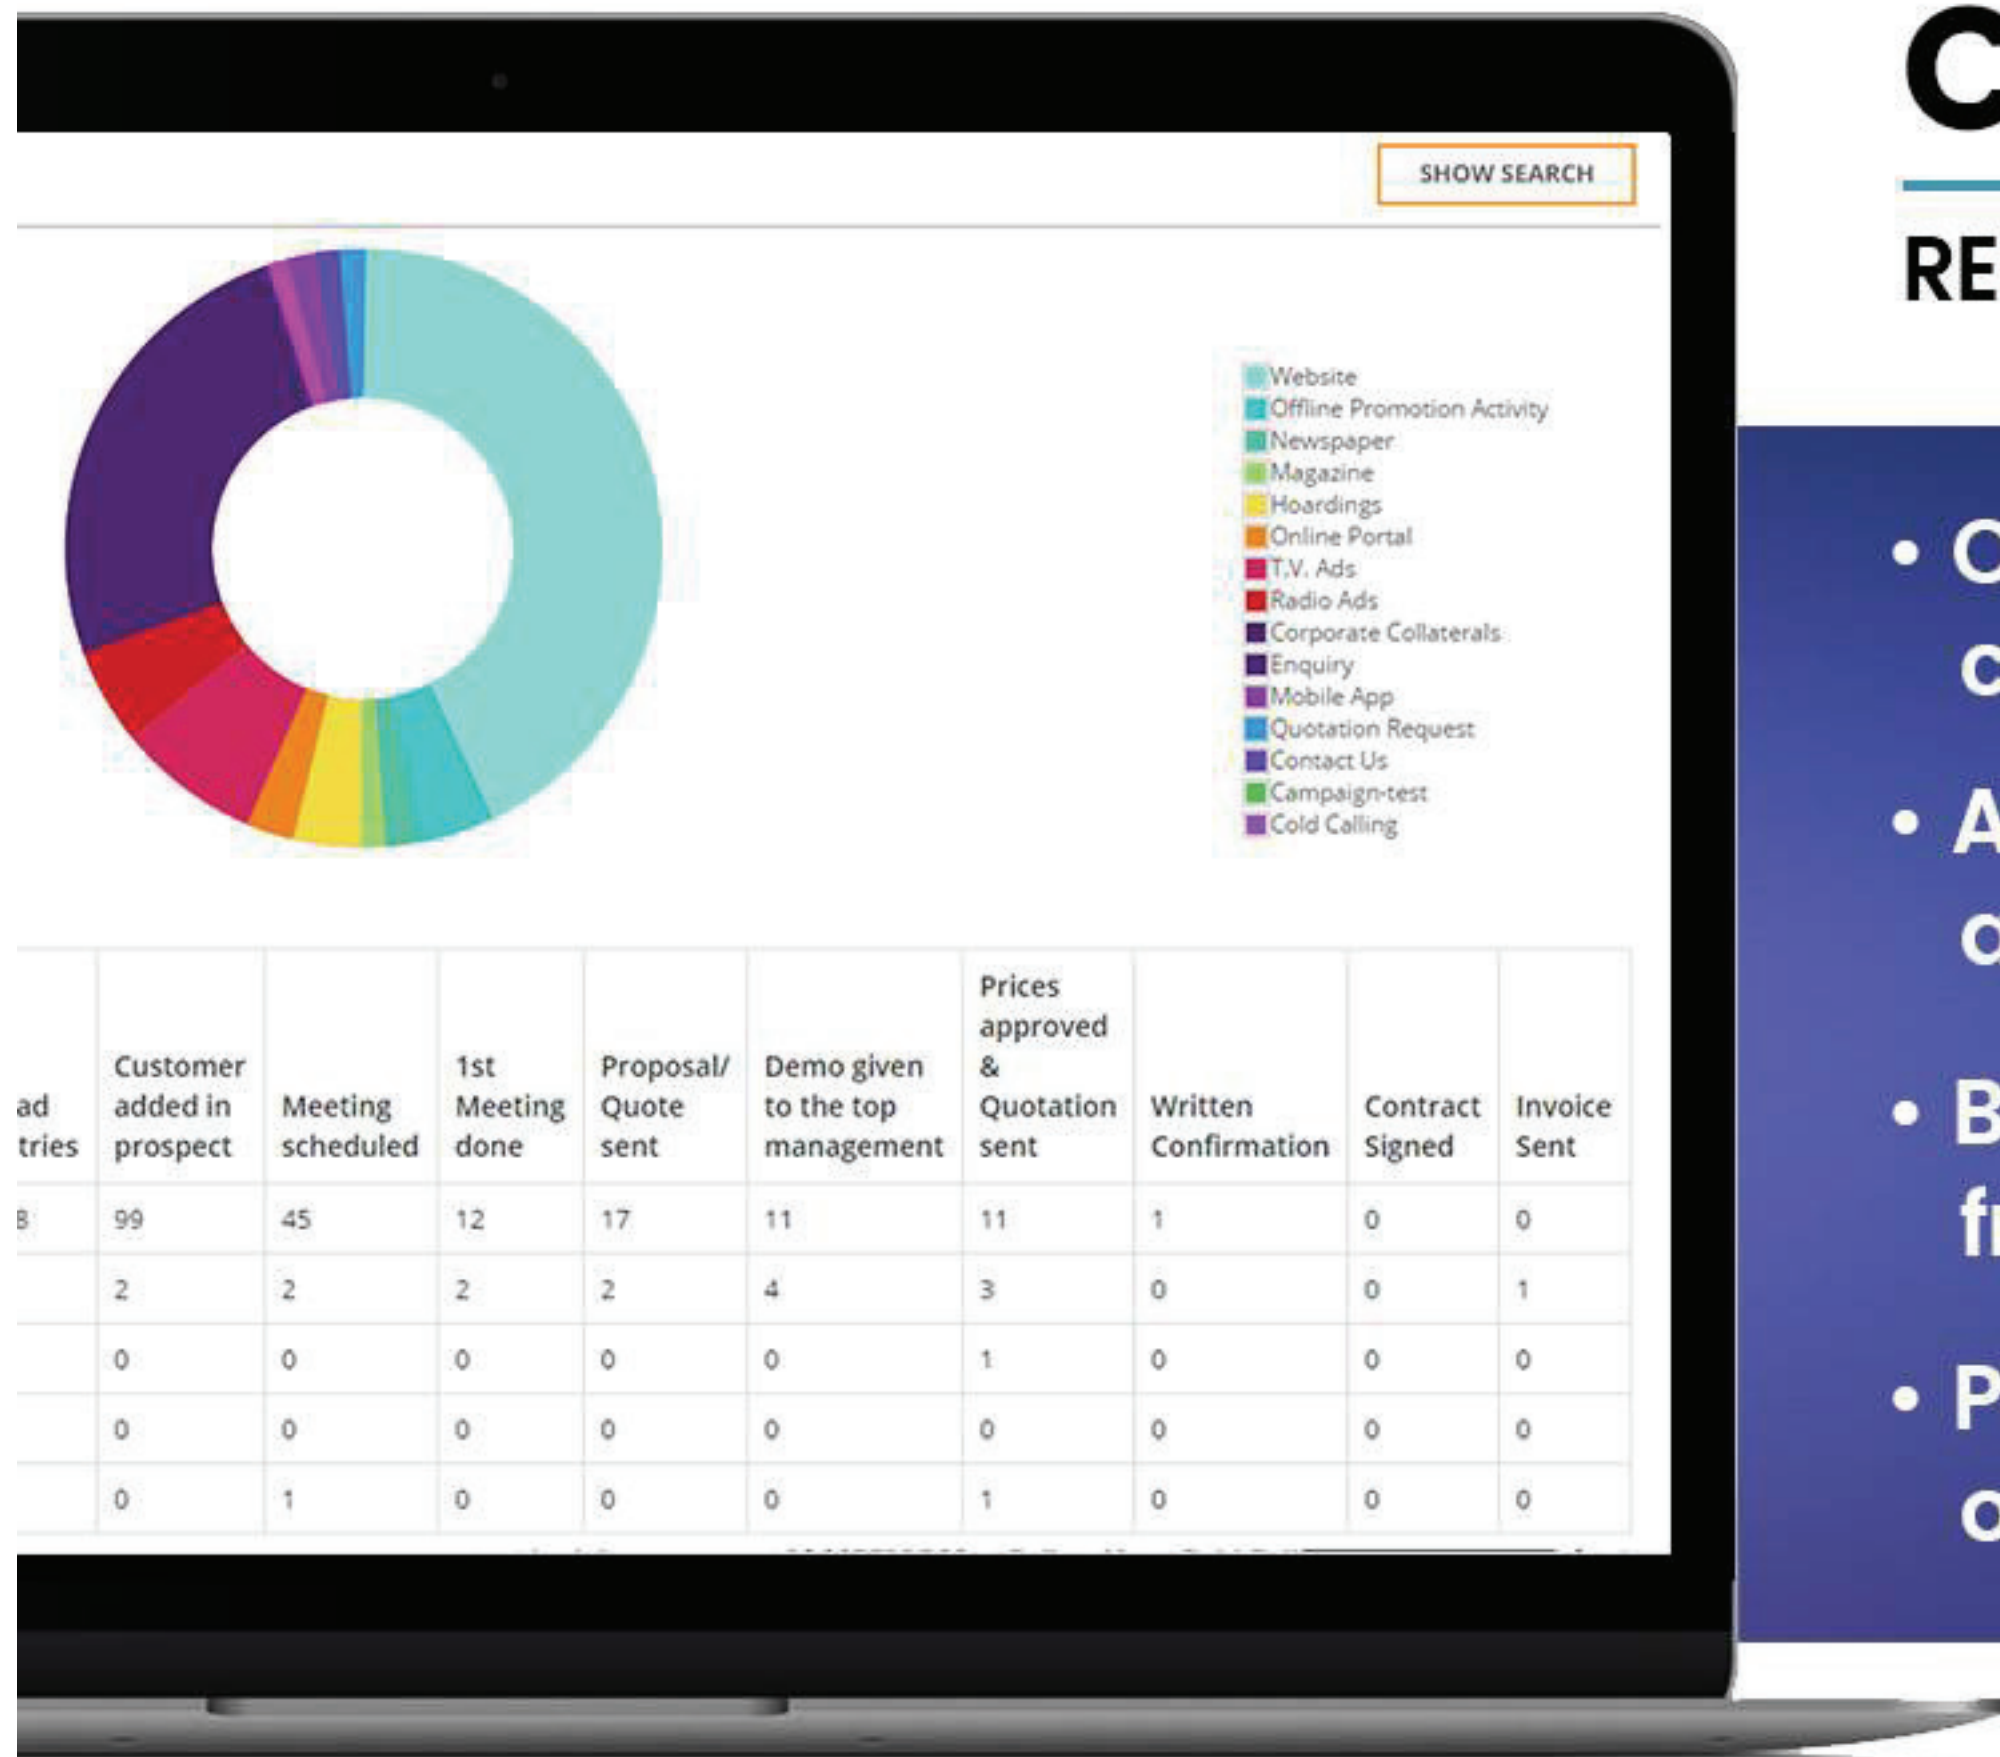 C
SHOW SEARCH
RE
Website
Offline Promotion Activity
Newspaper
Magazine
Hoardings
Online Portal
T.V. Ads
Radio Ads
Corporate Collaterals
Enquiry
Mobile App
Quotation Request
Contact Us
Campaign-test
Cold Calling
ad
tries
Customer
added in
prospect
Meeting
scheduled
1st
Meeting
done
Proposal/
Quote
sent
Demo given
to the top
management
Prices
approved
&
Quotation
sent
Written
Confirmation
Contract
Signed
Invoice
Sent
8 99 45 12 17 11 11 1 0 0
2 2 2 2 4 3 0 0 1
0 0 0 0 0 1 0 0 0
0 0 0 0 0 0 0 0 0
0 1 0 0 0 1 0 0 0
• A
• B
fr
• P